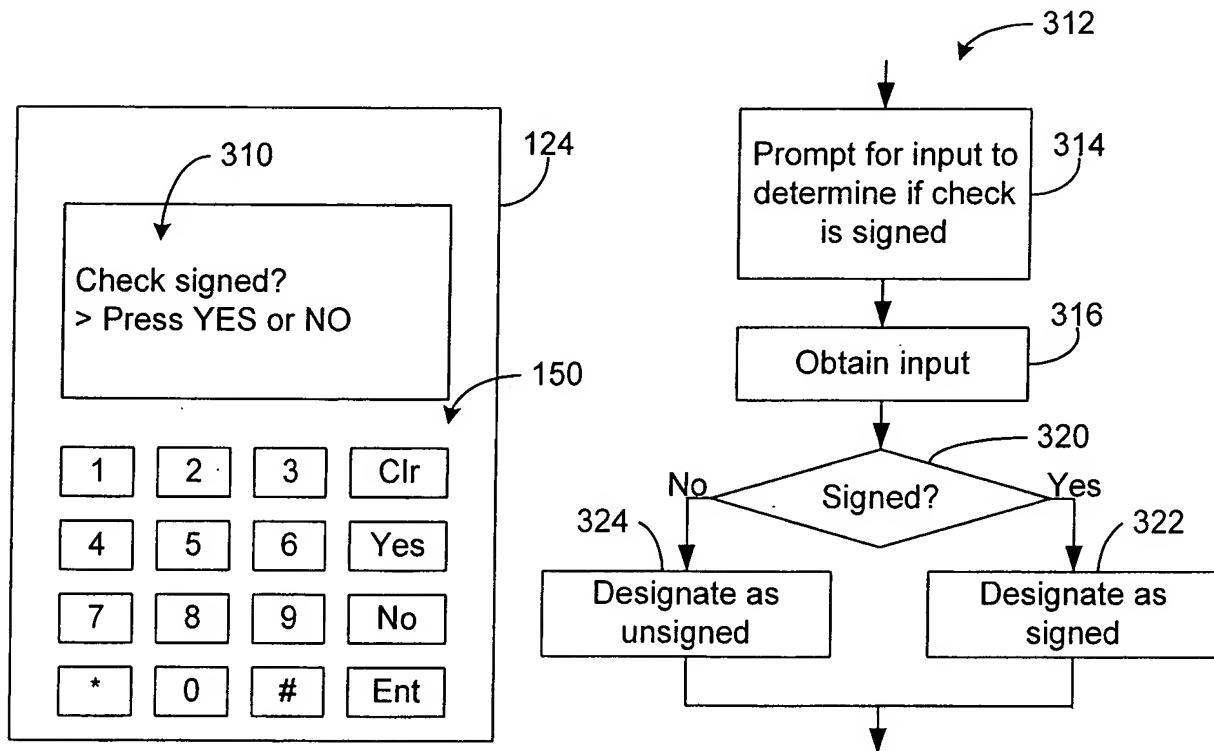 310
124
Check signed?
> Press YES or NO
150
1 2 3 Clr
4 5 6 Yes
7 8 9 No
* 0 # Ent
312
Prompt for input to
determine if check
is signed
314
Obtain input
316
Signed?
320
No
Yes
324
Designate as
unsigned
322
Designate as
signed